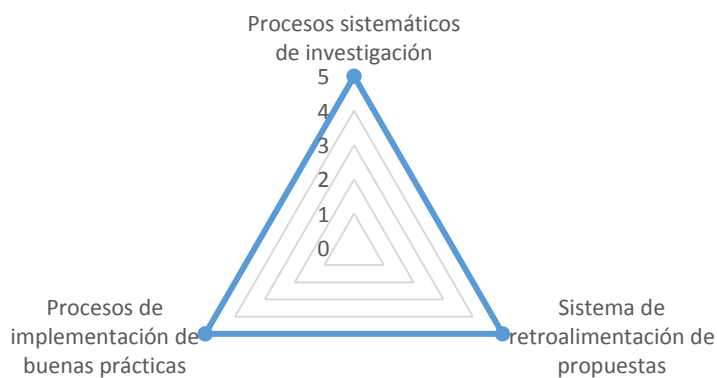 Procesos sistemáticos
de investigación
5
4
3
2
1
0
Procesos de
implementación de
buenas prácticas
Sistema de
retroalimentación de
propuestas